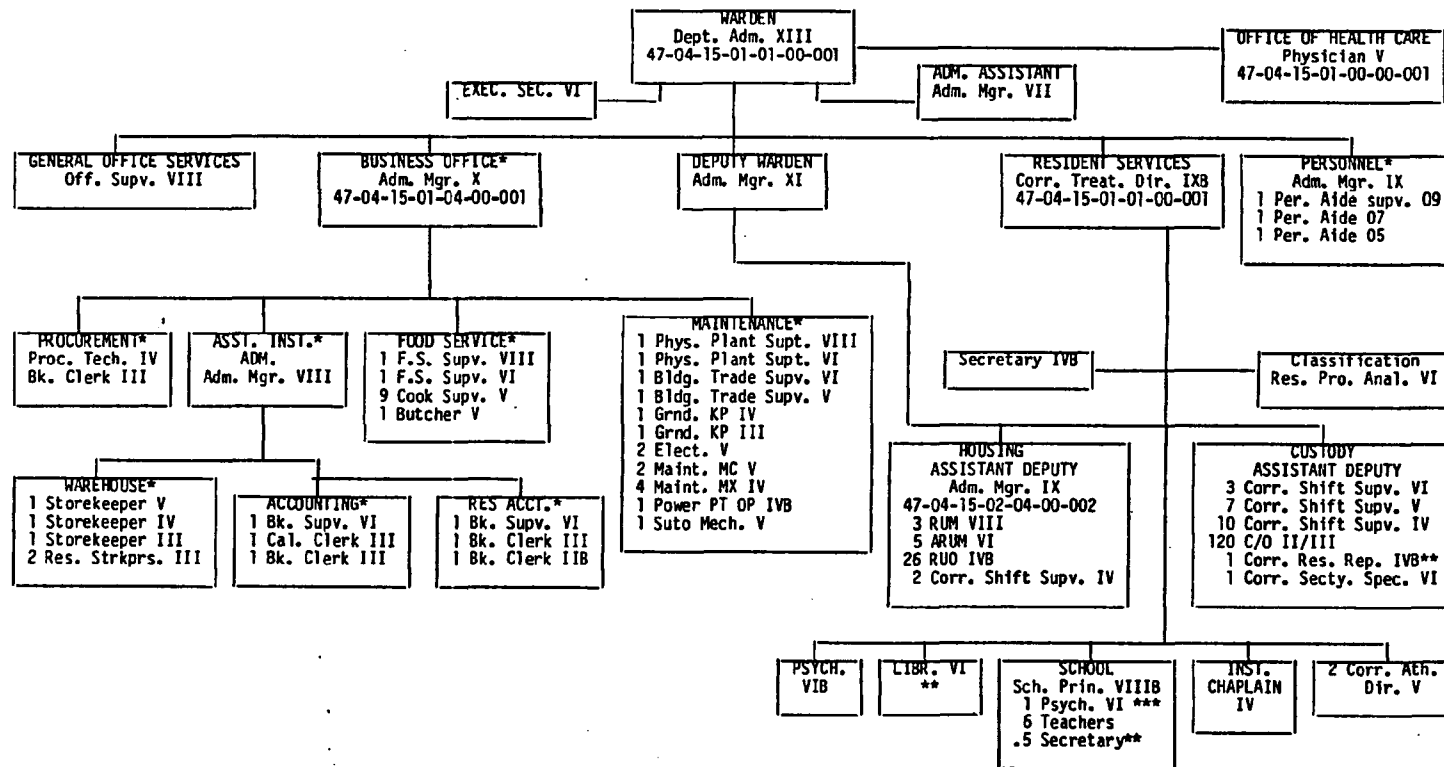 WARDEN
Dept. Adm. XIII
47-04-15-01-01-00-001
OFFICE OF HEALTH CARE
Physician V
47-04-15-01-00-00-001
EXEC. SEC. VI
ADM. ASSISTANT
Adm. Mgr. VII
GENERAL OFFICE SERVICES
Off. Supv. VIII
BUSINESS OFFICE*
Adm. Mgr. X
47-04-15-01-04-00-001
DEPUTY WARDEN
Adm. Mgr. XI
RESIDENT SERVICES
Corr. Treat. Dir. IXB
47-04-15-01-01-00-001
PERSONNEL*
Adm. Mgr. IX
1 Per. Aide supv. 09
1 Per. Aide 07
1 Per. Aide 05
PROCUREMENT*
Proc. Tech. IV
Bk. Clerk III
ASST. INST.*
ADM.
Adm. Mgr. VIII
FOOD SERVICE*
1 F.S. Supv. VIII
1 F.S. Supv. VI
9 Cook Supv. V
1 Butcher V
MAINTENANCE*
1 Phys. Plant Supt. VIII
1 Phys. Plant Supt. VI
1 Bldg. Trade Supv. VI
1 Bldg. Trade Supv. V
1 Grnd. KP IV
1 Grnd. KP III
2 Elect. V
2 Maint. MC V
4 Maint. MX IV
1 Power PT OP IVB
1 Suto Mech. V
Secretary IVB
Classification
Res. Pro. Anal. VI
WAREHOUSE*
1 Storekeeper V
1 Storekeeper IV
1 Storekeeper III
2 Res. Strkprs. III
ACCOUNTING*
1 Bk. Supv. VI
1 Cal. Clerk III
1 Bk. Clerk III
RES ACCT.*
1 Bk. Supv. VI
1 Bk. Clerk III
1 Bk. Clerk IIB
HOUSING
ASSISTANT DEPUTY
Adm. Mgr. IX
47-04-15-02-04-00-002
3 RUM VIII
5 ARUM VI
26 RUO IVB
2 Corr. Shift Supv. IV
CUSTODY
ASSISTANT DEPUTY
3 Corr. Shift Supv. VI
7 Corr. Shift Supv. V
10 Corr. Shift Supv. IV
120 C/O II/III
1 Corr. Res. Rep. IVB**
1 Corr. Secty. Spec. VI
PSYCH.
VIB
LIBR. VI
**
SCHOOL
Sch. Prin. VIIIB
1 Psych. VI ***
6 Teachers
.5 Secretary**
INST.
CHAPLAIN
IV
2 Corr. Ath.
Dir. V